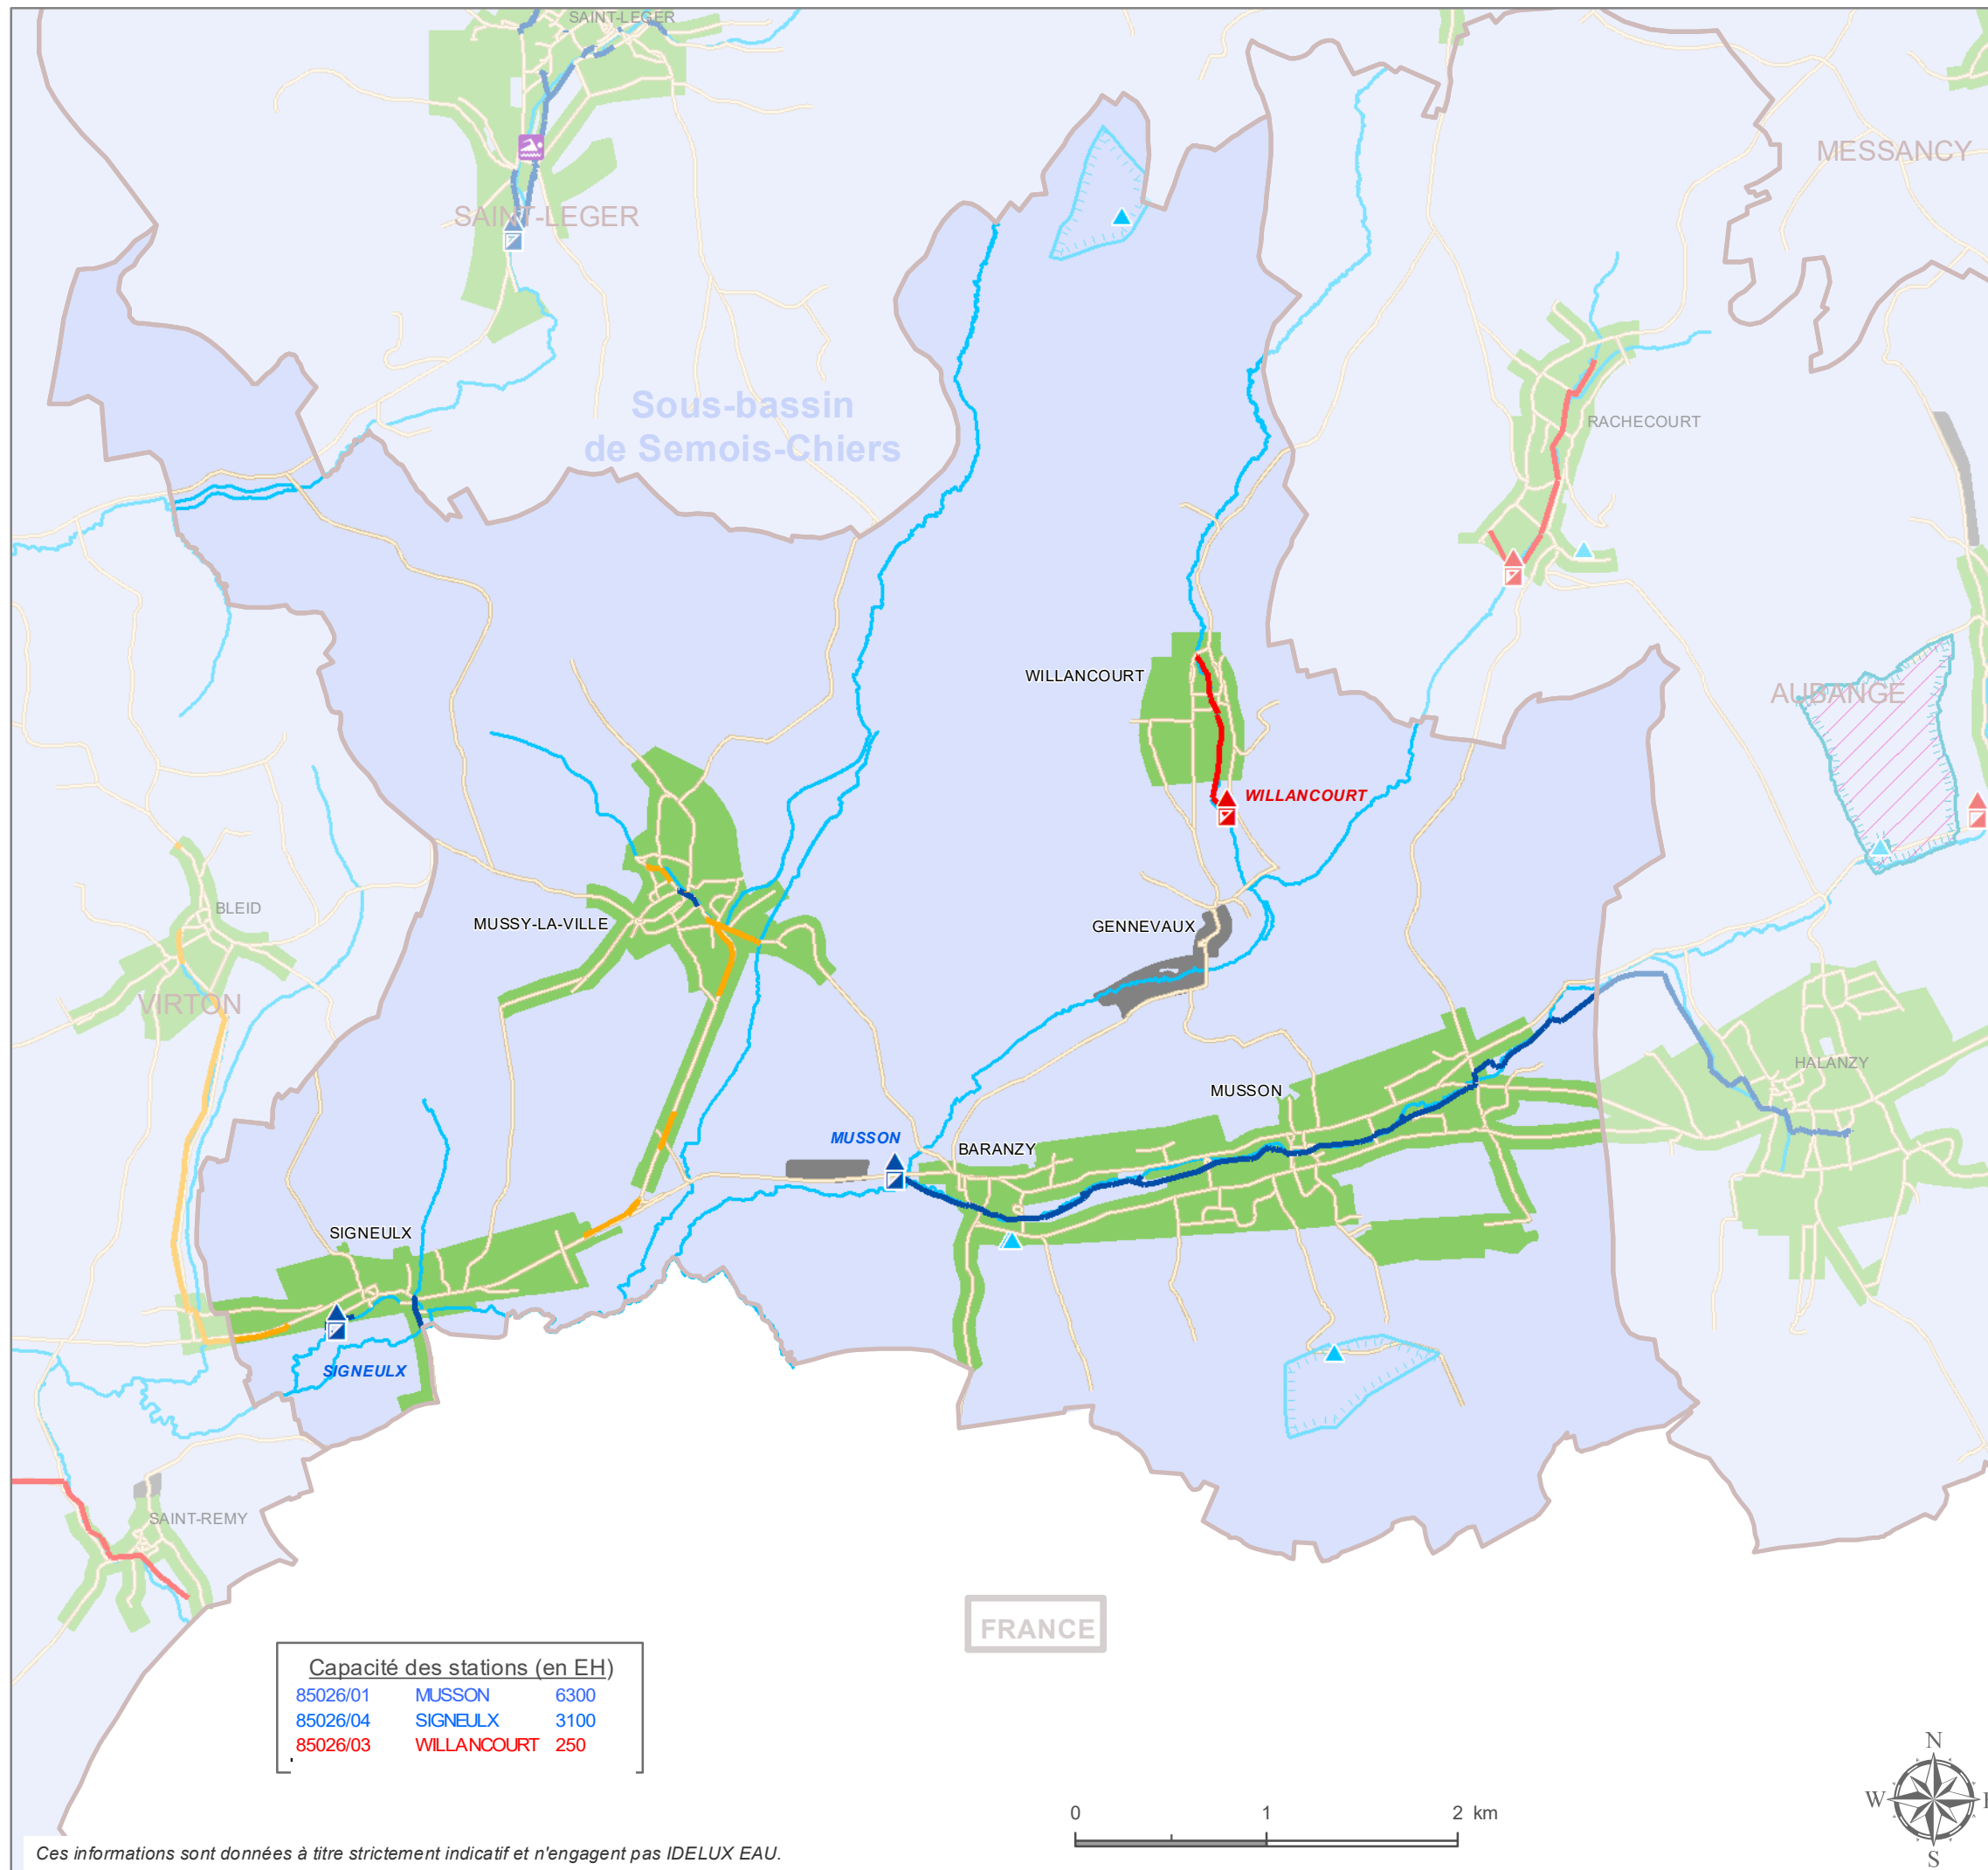 SAINT-LEGER
MESSANCY
SAINT-LEGER
Sous-bassin
de Semois-Chiers
RACHECOURT
WILLANCOURT
AUBANGE
WILLANCOURT
BLEID
MUSSY-LA-VILLE
GENNEVAUX
VIRTON
HALANZY
MUSSON
MUSSON
BARANZY
SIGNEULX
SIGNEULX
SAINT-REMY
FRANCE
Capacité des stations (en EH)
85026/01 MUSSON 6300
85026/04 SIGNEULX 3100
85026/03 WILLANCOURT 250
N
W E
S
0 1 2 km
Ces informations sont données à titre strictement indicatif et n'engagent pas IDELUX EAU.